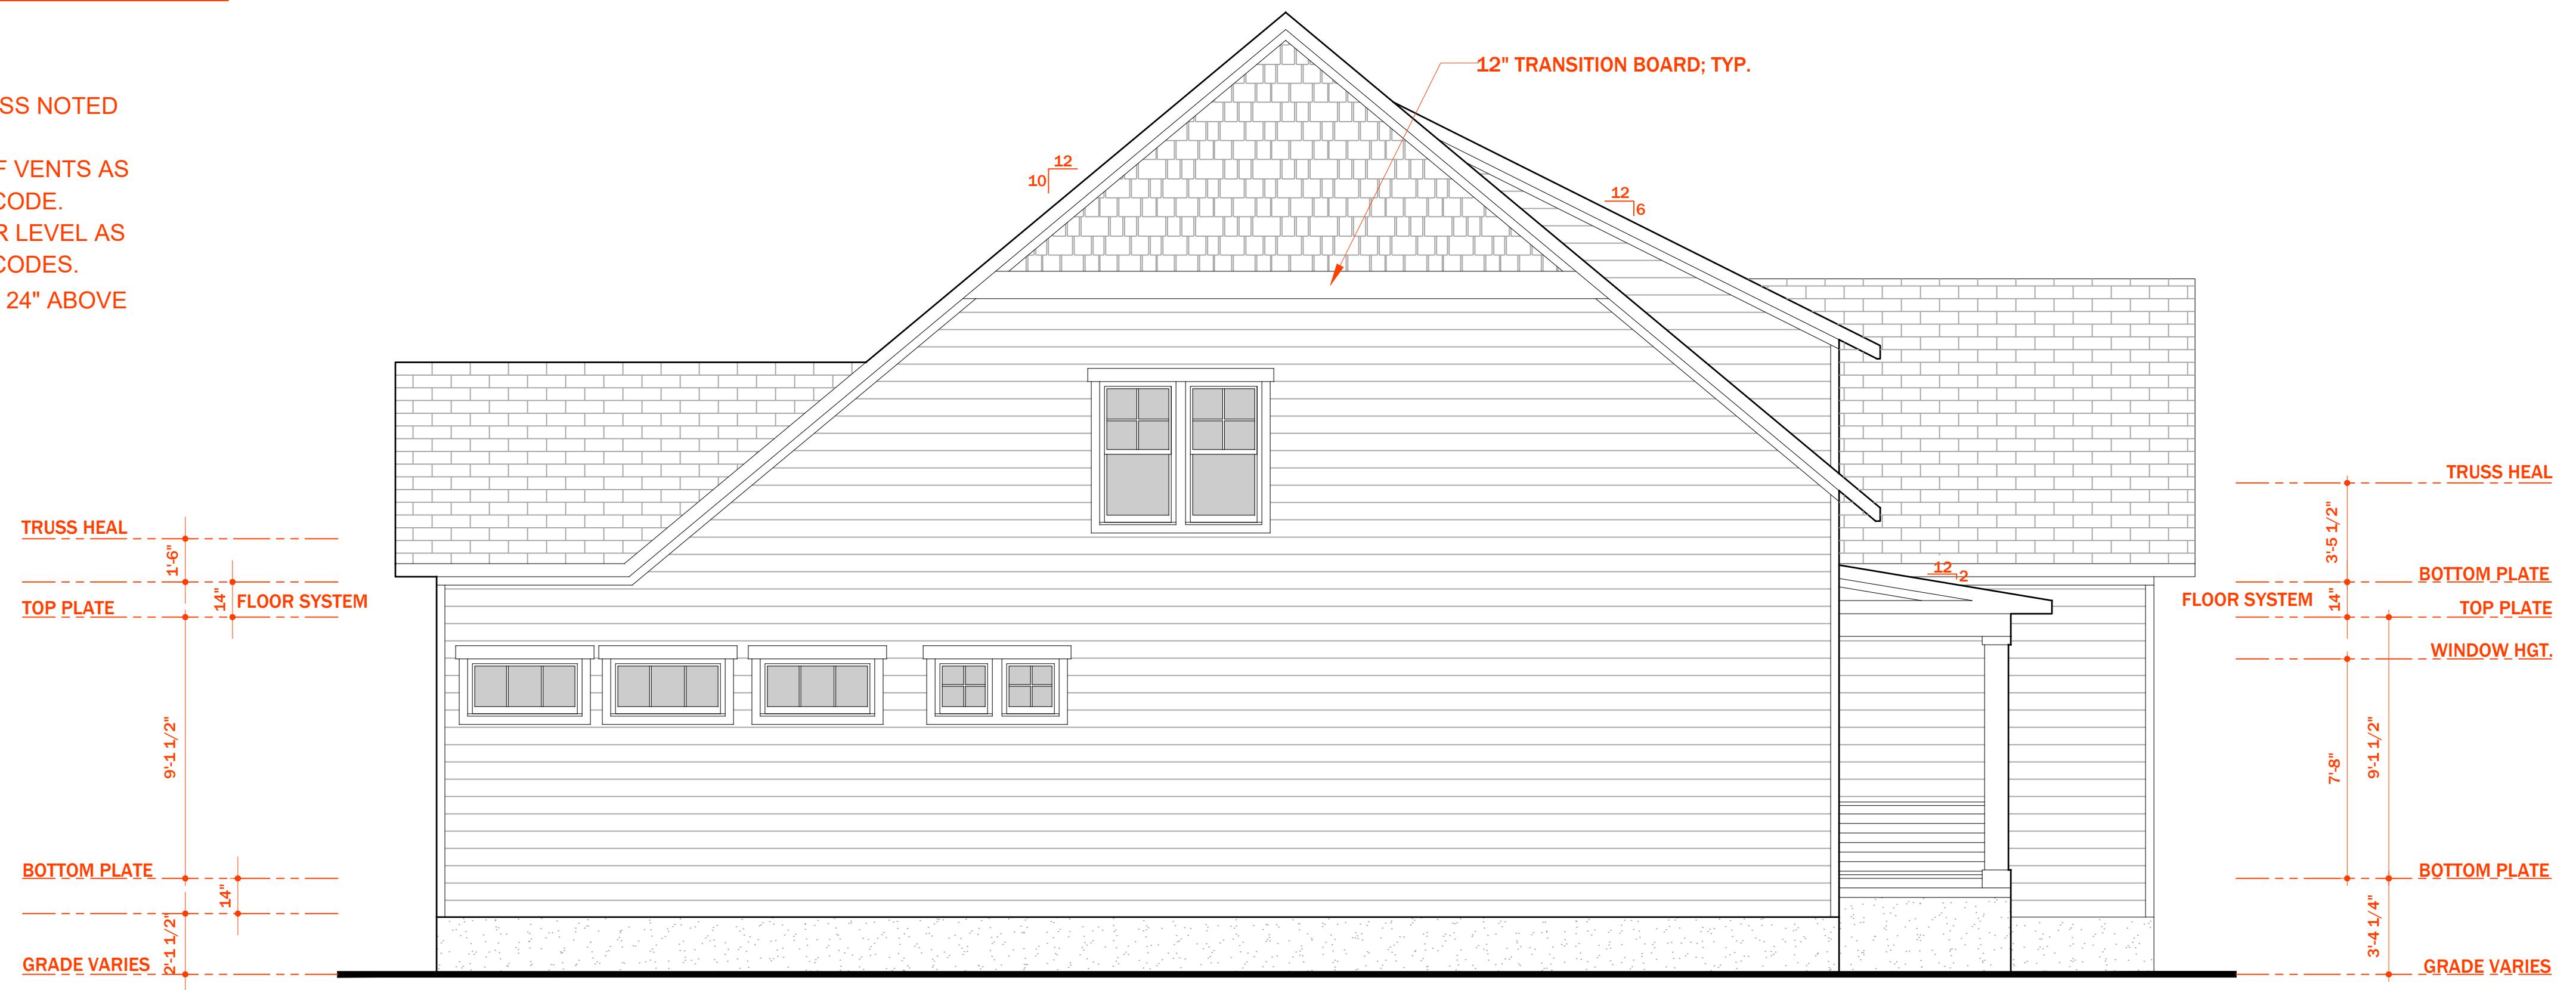 SS NOTED
F VENTS AS
CODE.
R LEVEL AS
CODES.
24" ABOVE
12" TRANSITION BOARD; TYP.
12
10
12
6
12
2
TRUSS HEAL
1'-6"
14"
FLOOR SYSTEM
TOP PLATE
9'-1 1/2"
BOTTOM PLATE
14"
2'-1 1/2"
GRADE VARIES
TRUSS HEAL
3'-5 1/2"
BOTTOM PLATE
FLOOR SYSTEM
14"
TOP PLATE
WINDOW HGT.
7'-8"
9'-1 1/2"
BOTTOM PLATE
3'-4 1/4"
GRADE VARIES